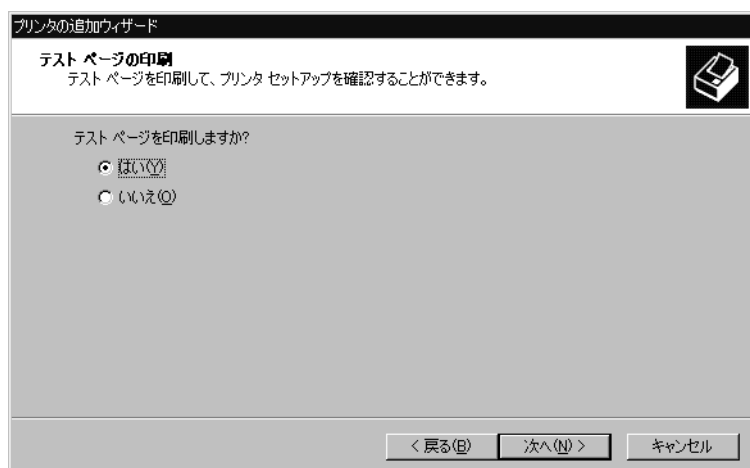 プリンタの追加ウィザード
テスト ページの印刷
テスト ページを印刷して、プリンタ セットアップを確認することができます。
テスト ページを印刷しますか?
はい(Y)
いいえ(O)
< 戻る(B) 次へ(N) > キャンセル